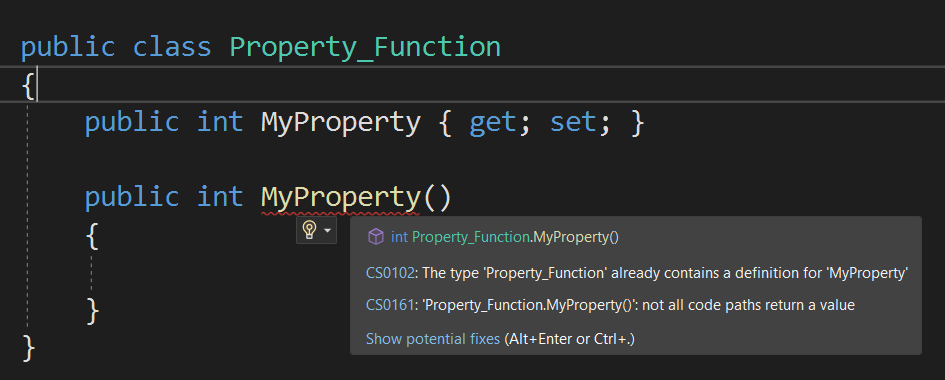 public class Property_Function
{
public int MyProperty { get; set; }
public int MyProperty()
{
int Property_Function.MyProperty()
CS0102: The type 'Property_Function' already contains a definition for 'MyProperty'
CS0161: 'Property_Function.MyProperty()': not all code paths return a value
}
Show potential fixes (Alt+Enter or Ctrl+.)
}